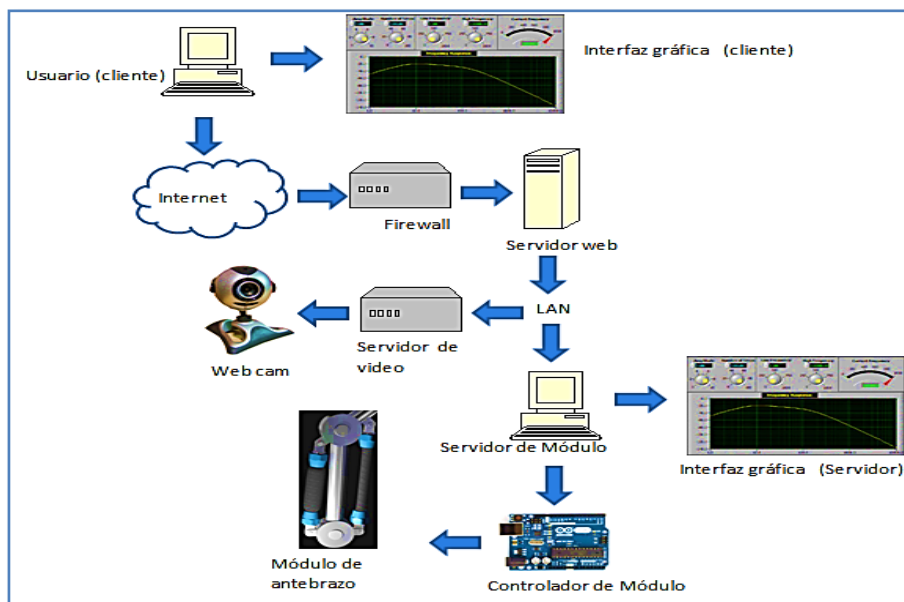 Usuario (cliente)
Interfaz gráfica (cliente)
Internet
Firewall
Servidor web
LAN
Web cam
Servidor de
video
Servidor de Módulo
Interfaz gráfica (Servidor)
Módulo de
antebrazo
Controlador de Módulo